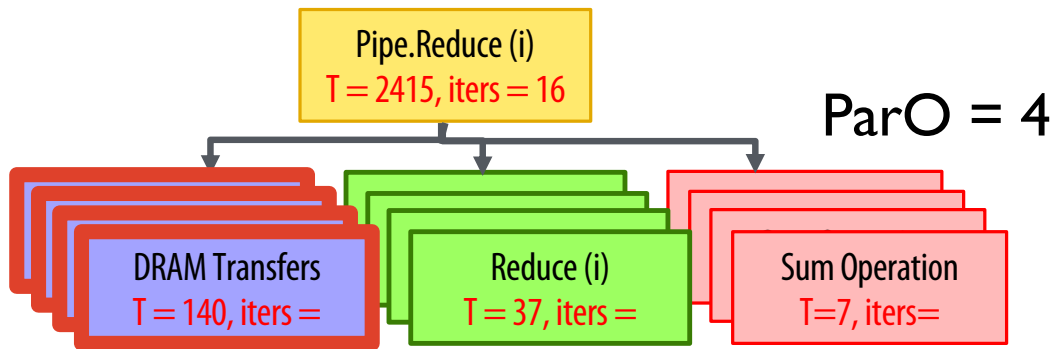 Pipe.Reduce (i)
T = 2415, iters = 16
ParO = 4
DRAM Transfers
T = 140, iters =
Reduce (i)
T = 37, iters =
Sum Operation
T=7, iters=